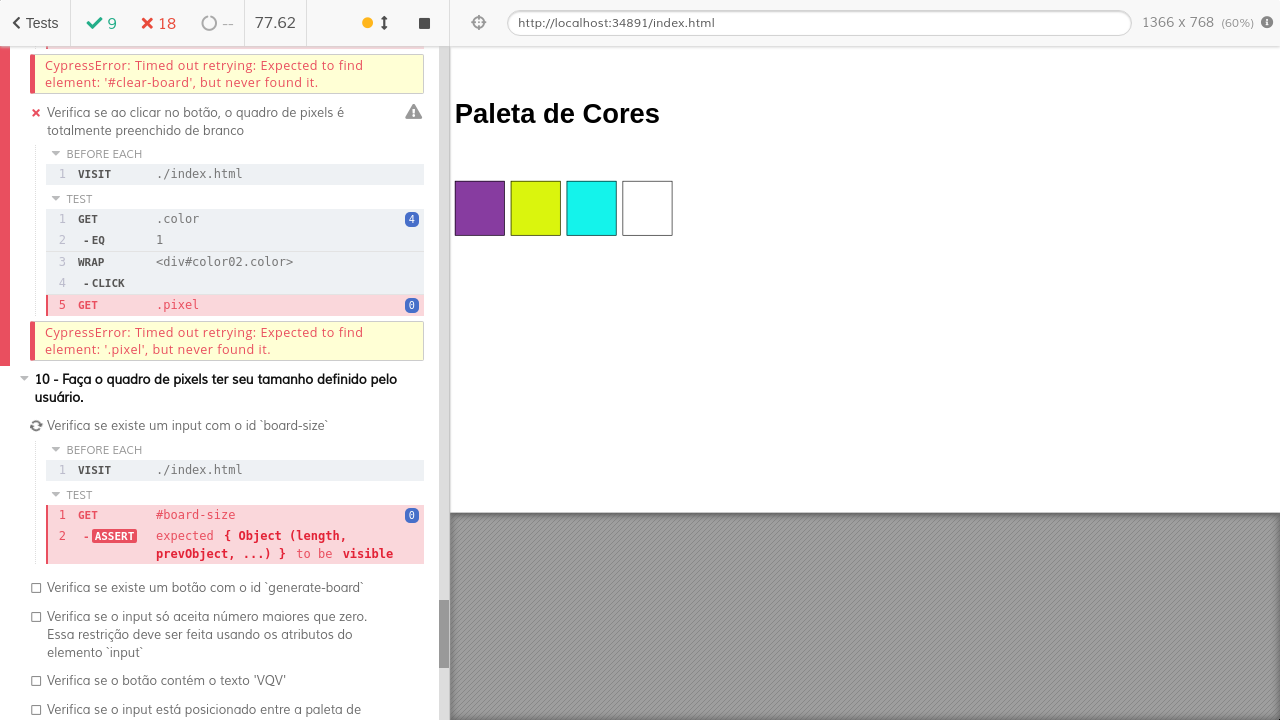 Tests 9 18 -- 77.62 http://localhost:34891/index.html 1366 x 768 (60%)
CypressError: Timed out retrying: Expected to find
element: '#clear-board', but never found it.
Verifica se ao clicar no botão, o quadro de pixels é
totalmente preenchido de branco
BEFORE EACH
1 VISIT ./index.html
TEST
1 GET .color 4
2 - EQ 1
3 WRAP <div#color02.color>
4 - CLICK
5 GET .pixel 0
CypressError: Timed out retrying: Expected to find
element: '.pixel', but never found it.
10 - Faça o quadro de pixels ter seu tamanho definido pelo
usuário.
Verifica se existe um input com o id `board-size`
BEFORE EACH
1 VISIT ./index.html
TEST
1 GET #board-size 0
2 - ASSERT expected { Object (length,
prevObject, ...) } to be visible
Verifica se existe um botão com o id `generate-board`
Verifica se o input só aceita número maiores que zero.
Essa restrição deve ser feita usando os atributos do
elemento `input`
Verifica se o botão contém o texto 'VQV'
Verifica se o input está posicionado entre a paleta de
Paleta de Cores